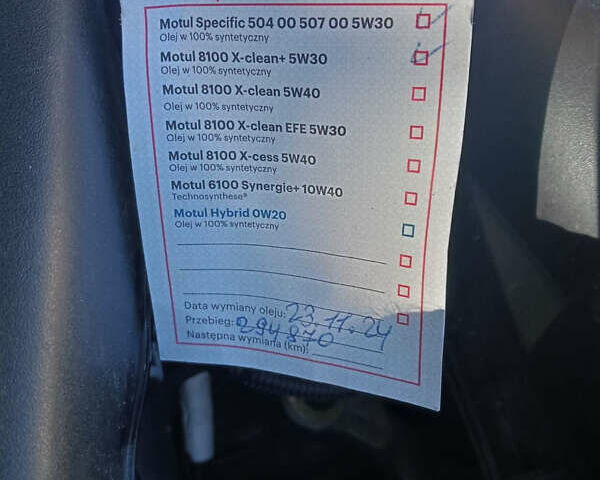 Motul Specific 504 00 507 00 5W30
Olej w 100% syntetyczny
Motul 8100 X-clean+ 5W30
Olej w 100% syntetyczny
Motul 8100 X-clean 5W40
Olej w 100% syntetyczny
Motul 8100 X-clean EFE 5W30
Olej w 100% syntetyczny
Motul 8100 X-cess 5W40
Olej w 100% syntetyczny
Motul 6100 Synergie+ 10W40
Technosynthese®
Motul Hybrid 0W20
Olej w 100% syntetyczny
Data wymiany oleju: 23.11.24
Przebieg: 294870
Następna wymiana (km):